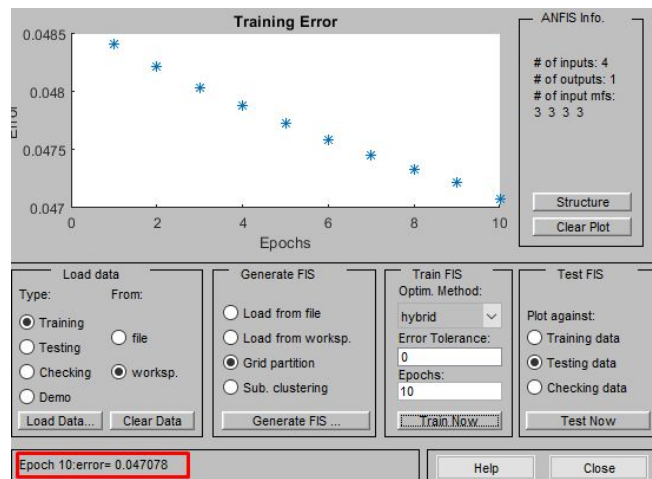 Training Error
0.0485
0.048
0.0475
0.047
Error
0 2 4 6 8 10
Epochs
ANFIS Info.
# of inputs: 4
# of outputs: 1
# of input mfs:
3 3 3 3
Structure
Clear Plot
Load data
Type: From:
Training
Testing
Checking
Demo
file
worksp.
Load Data... Clear Data
Generate FIS
Load from file
Load from worksp.
Grid partition
Sub. clustering
Generate FIS ...
Train FIS
Optim. Method:
hybrid
Error Tolerance:
0
Epochs:
10
Train Now
Test FIS
Plot against:
Training data
Testing data
Checking data
Test Now
Epoch 10:error= 0.047078
Help Close